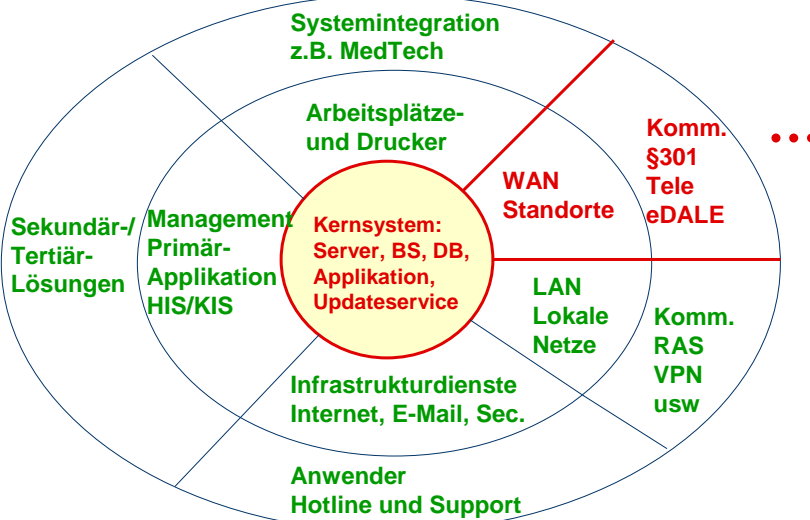 Systemintegration
z.B. MedTech
Arbeitsplätze-
und Drucker
Komm.
§301
Tele
eDALE
WAN
Standorte
Sekundär-/
Tertiär-
Lösungen
Management
Primär-
Applikation
HIS/KIS
Kernsystem:
Server, BS, DB,
Applikation,
Updateservice
LAN
Lokale
Netze
Komm.
RAS
VPN
usw
Infrastrukturdienste
Internet, E-Mail, Sec.
Anwender
Hotline und Support